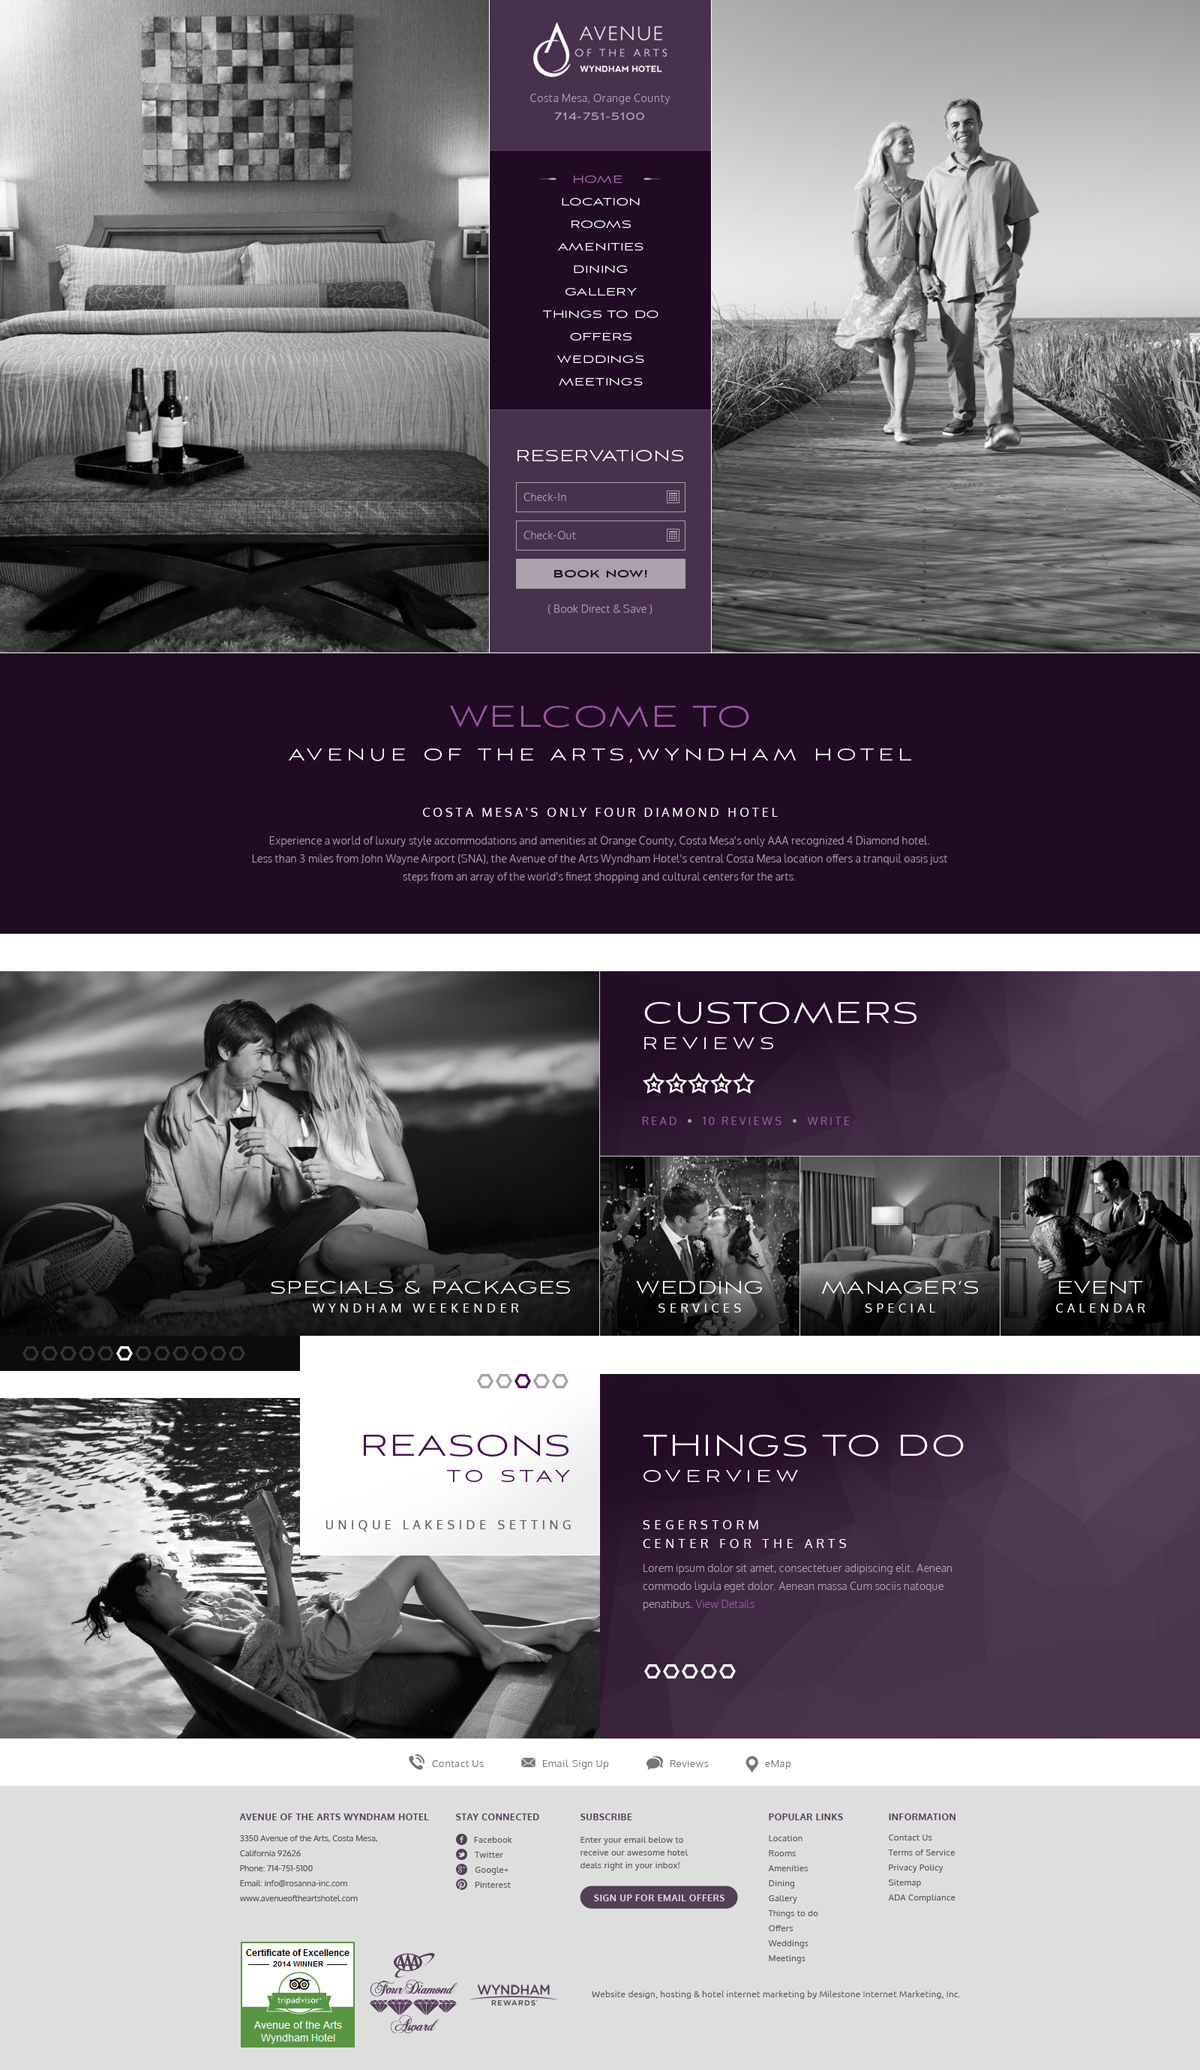 AVENUE
OF THE ARTS
WYNDHAM HOTEL
Costa Mesa, Orange County
714-751-5100
HOME
LOCATION
ROOMS
AMENITIES
DINING
GALLERY
THINGS TO DO
OFFERS
WEDDINGS
MEETINGS
RESERVATIONS
Check-In
Check-Out
BOOK NOW!
( Book Direct & Save )
WELCOME TO
AVENUE OF THE ARTS,WYNDHAM HOTEL
COSTA MESA'S ONLY FOUR DIAMOND HOTEL
Experience a world of luxury style accommodations and amenities at Orange County, Costa Mesa's only AAA recognized 4 Diamond hotel.
Less than 3 miles from John Wayne Airport (SNA), the Avenue of the Arts Wyndham Hotel's central Costa Mesa location offers a tranquil oasis just
steps from an array of the world's finest shopping and cultural centers for the arts.
CUSTOMERS
REVIEWS
READ • 10 REVIEWS • WRITE
SPECIALS & PACKAGES
WYNDHAM WEEKENDER
WEDDING
SERVICES
MANAGER'S
SPECIAL
EVENT
CALENDAR
REASONS
TO STAY
UNIQUE LAKESIDE SETTING
THINGS TO DO
OVERVIEW
SEGERSTORM
CENTER FOR THE ARTS
Lorem ipsum dolor sit amet, consectetuer adipiscing elit. Aenean
commodo ligula eget dolor. Aenean massa Cum sociis natoque
penatibus. View Details
Contact Us
Email Sign Up
Reviews
eMap
AVENUE OF THE ARTS WYNDHAM HOTEL
3350 Avenue of the Arts, Costa Mesa,
California 92626
Phone: 714-751-5100
Email: info@rosanna-inc.com
www.avenueoftheartshotel.com
STAY CONNECTED
Facebook
Twitter
Google+
Pinterest
SUBSCRIBE
Enter your email below to
receive our awesome hotel
deals right in your inbox!
SIGN UP FOR EMAIL OFFERS
POPULAR LINKS
Location
Rooms
Amenities
Dining
Gallery
Things to do
Offers
Weddings
Meetings
INFORMATION
Contact Us
Terms of Service
Privacy Policy
Sitemap
ADA Compliance
Certificate of Excellence
2014 WINNER
tripadvisor
Avenue of the Arts
Wyndham Hotel
AAA
Four Diamond
Award
WYNDHAM
REWARDS
Website design, hosting & hotel internet marketing by Milestone Internet Marketing, Inc.